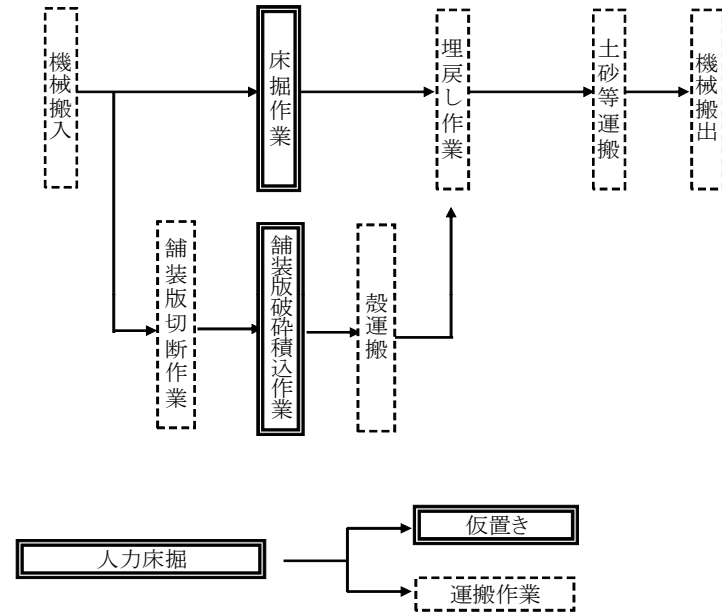 機械搬入
床掘作業
埋戻し作業
土砂等運搬
機械搬出
舗装版切断作業
舗装版破砕積込作業
殻運搬
人力床掘
仮置き
運搬作業